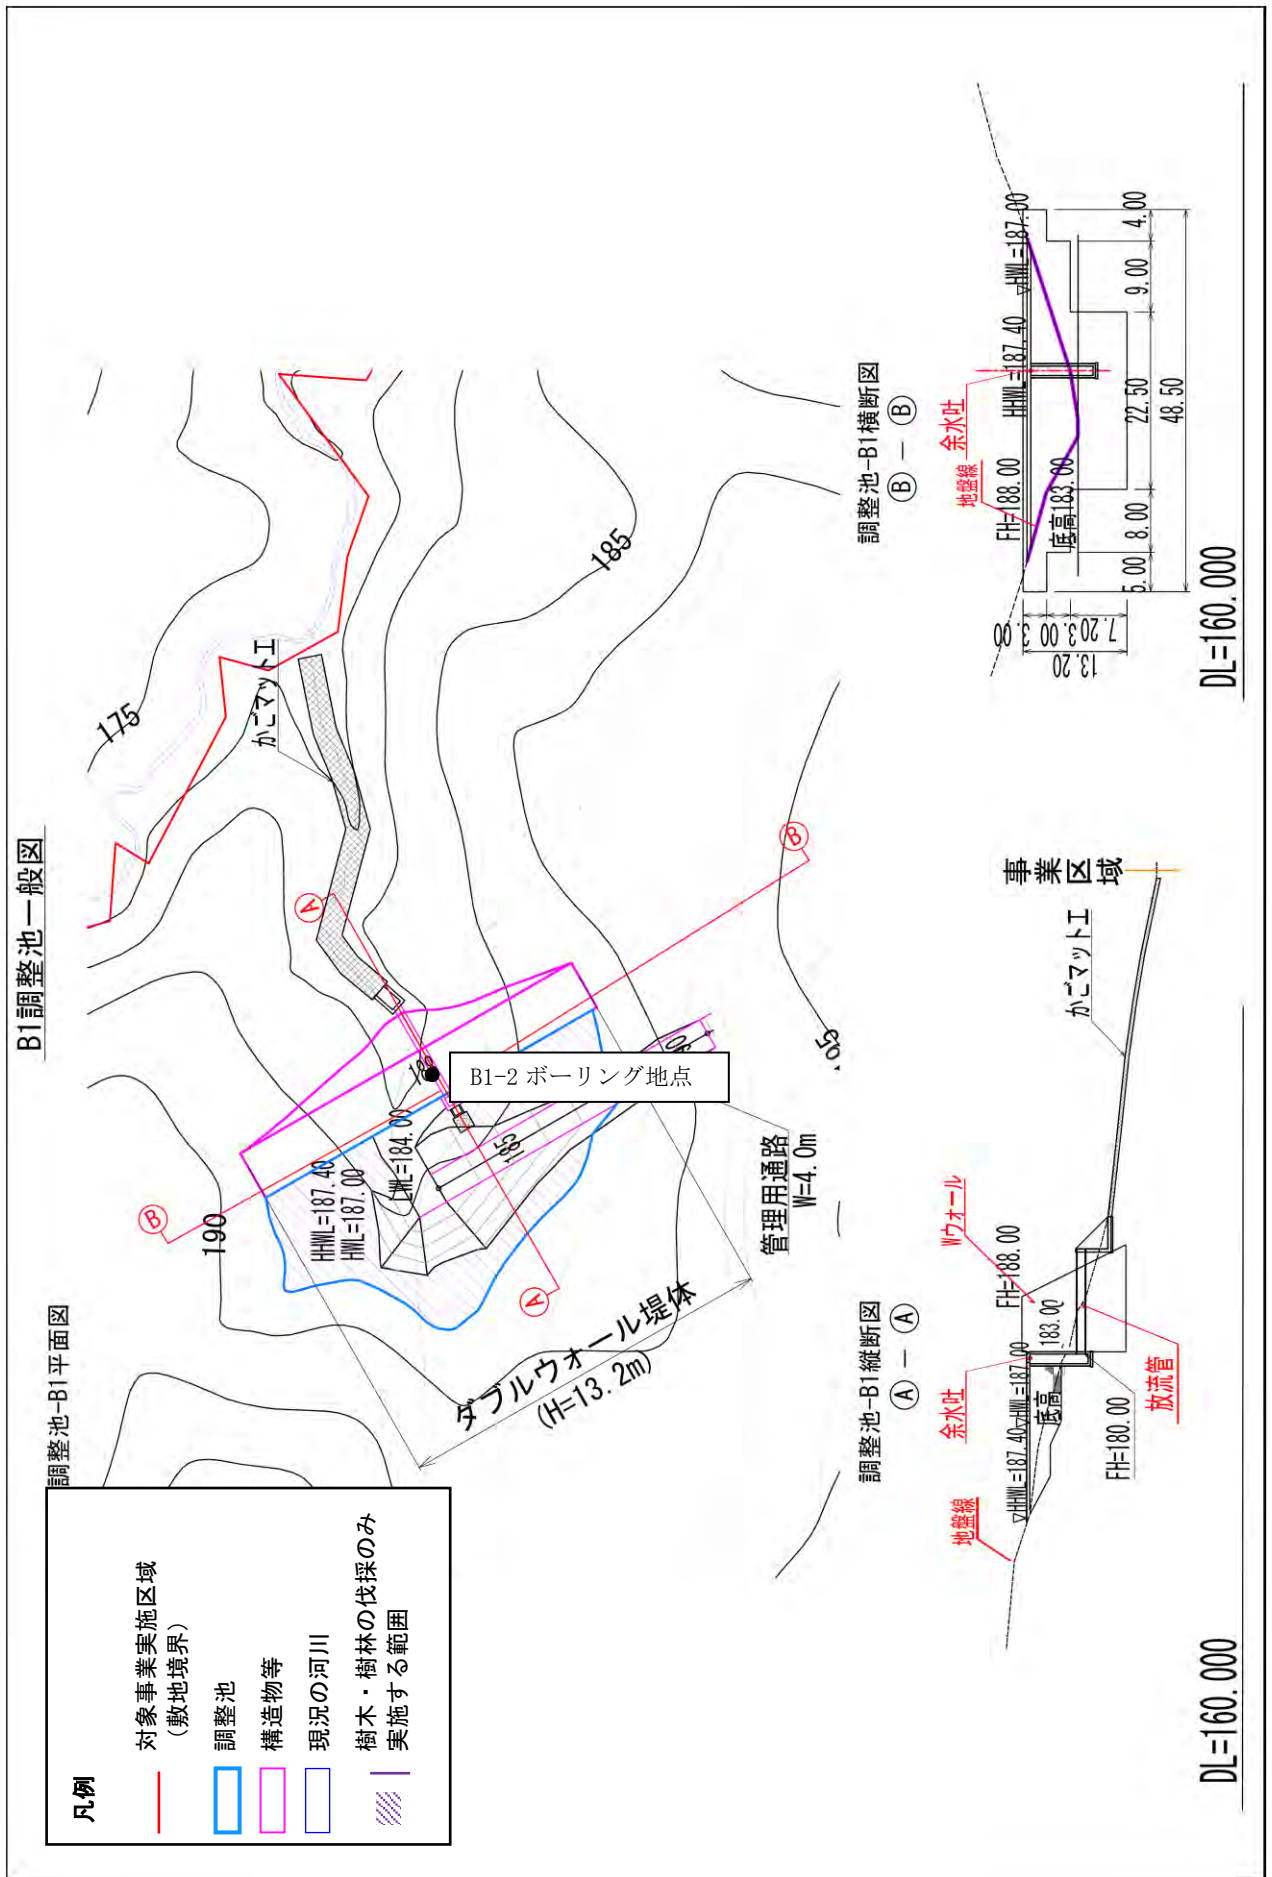 B1調整池一般図
調整池-B1平面図
175
かごマット工
185
190
HHWL=187.40
HWL=187.00
LWL=184.00
185
B1-2 ボーリング地点
管理用通路
W=4.0m
ダブルウォール堤体
(H=13.2m)
A
A
B
B
凡例
対象事業実施区域
(敷地境界)
調整池
構造物等
現況の河川
樹木・樹林の伐採のみ
実施する範囲
調整池-B1縦断図
A － A
地盤線
余水吐
Wウォール
FH=188.00
▽HHWL=187.40
▽HWL=187.00
底高
183.00
FH=180.00
放流管
かごマット工
事業区域
DL=160.000
調整池-B1横断図
B － B
地盤線
余水吐
FH=188.00
HHWL=187.40
▽HWL=187.00
底高183.00
5.00
8.00
22.50
9.00
4.00
48.50
3.00
3.00
7.20
13.20
DL=160.000